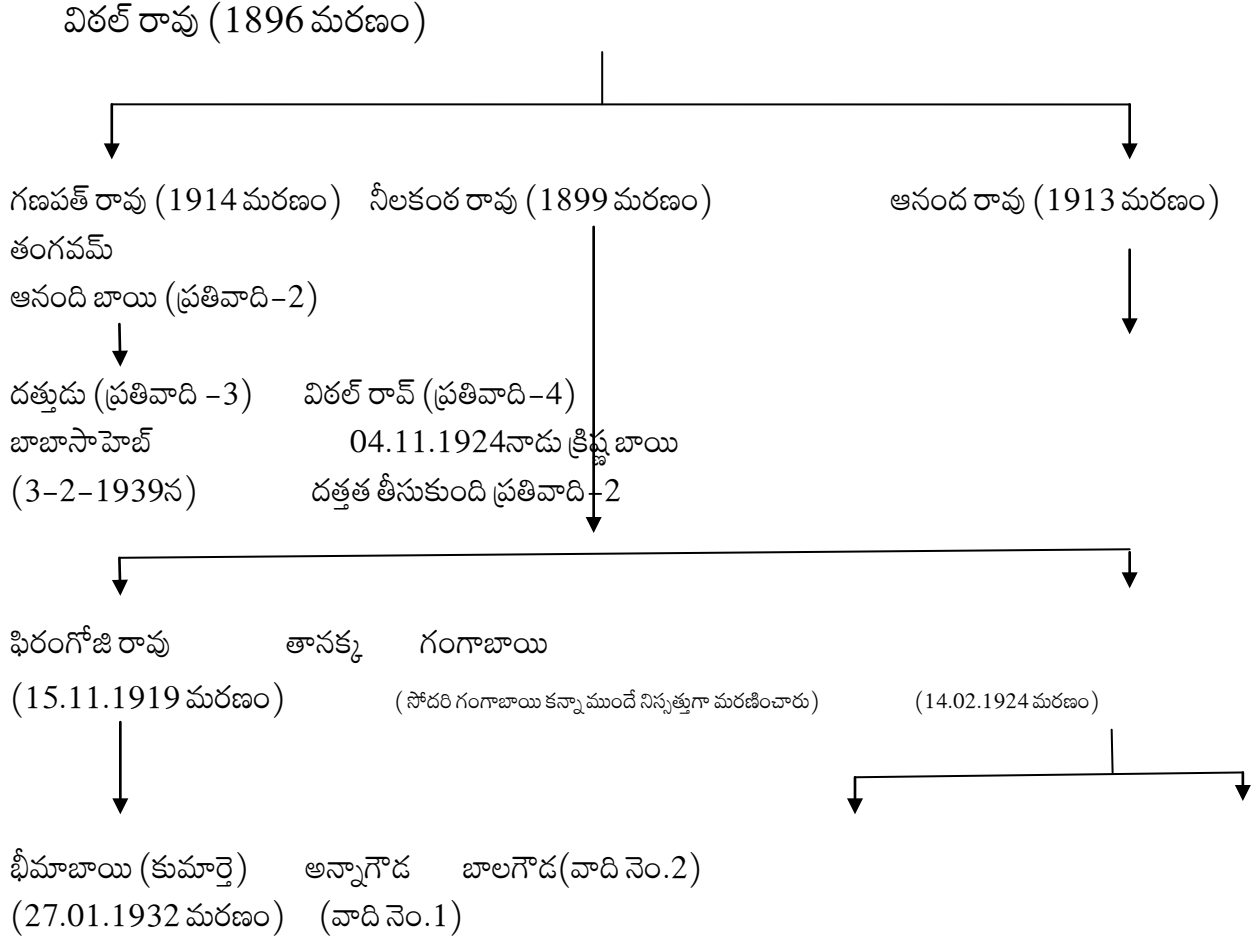 విఠల్ రావు (1896 మరణం)
గణపత్ రావు (1914 మరణం) నీలకంఠ రావు (1899 మరణం) ఆనంద రావు (1913 మరణం)
తంగవమ్
ఆనంది బాయి (ప్రతివాది-2)
దత్తుడు (ప్రతివాది -3) విఠల్ రావ్ (ప్రతివాది-4)
బాబాసాహెబ్ 04.11.1924నాడు క్రిష్ణ బాయి
(3-2-1939న) దత్తత తీసుకుంది ప్రతివాది-2
ఫిరంగోజి రావు తానక్క గంగాబాయి
(15.11.1919 మరణం) (సోదరి గంగాబాయి కన్నా ముందే నిస్సత్తుగా మరణించారు) (14.02.1924 మరణం)
భీమాబాయి (కుమార్తె) అన్నాగౌడ బాలగౌడ(వాది నెం.2)
(27.01.1932 మరణం) (వాది నెం.1)